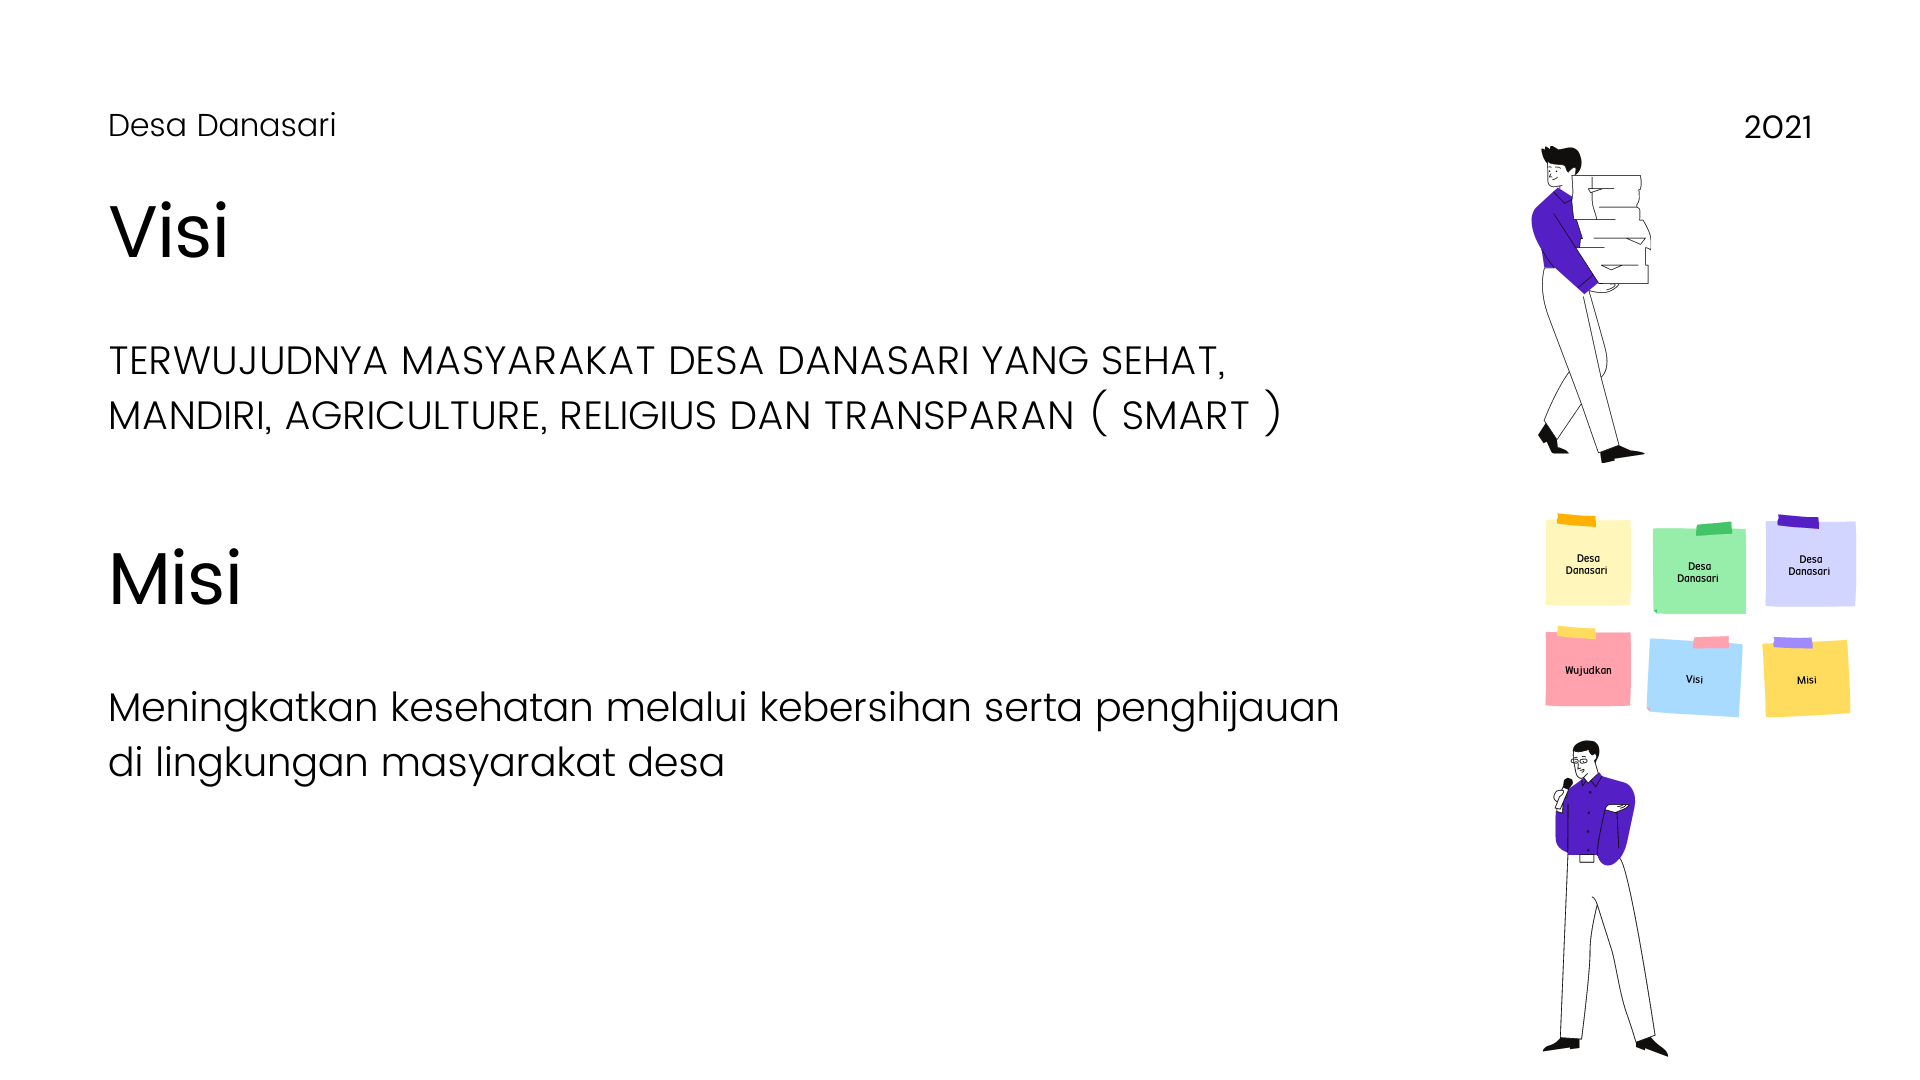 Desa Danasari
2021
Visi
TERWUJUDNYA MASYARAKAT DESA DANASARI YANG SEHAT,
MANDIRI, AGRICULTURE, RELIGIUS DAN TRANSPARAN ( SMART )
Misi
Meningkatkan kesehatan melalui kebersihan serta penghijauan
di lingkungan masyarakat desa
Desa
Danasari
Desa
Danasari
Desa
Danasari
Wujudkan
Visi
Misi